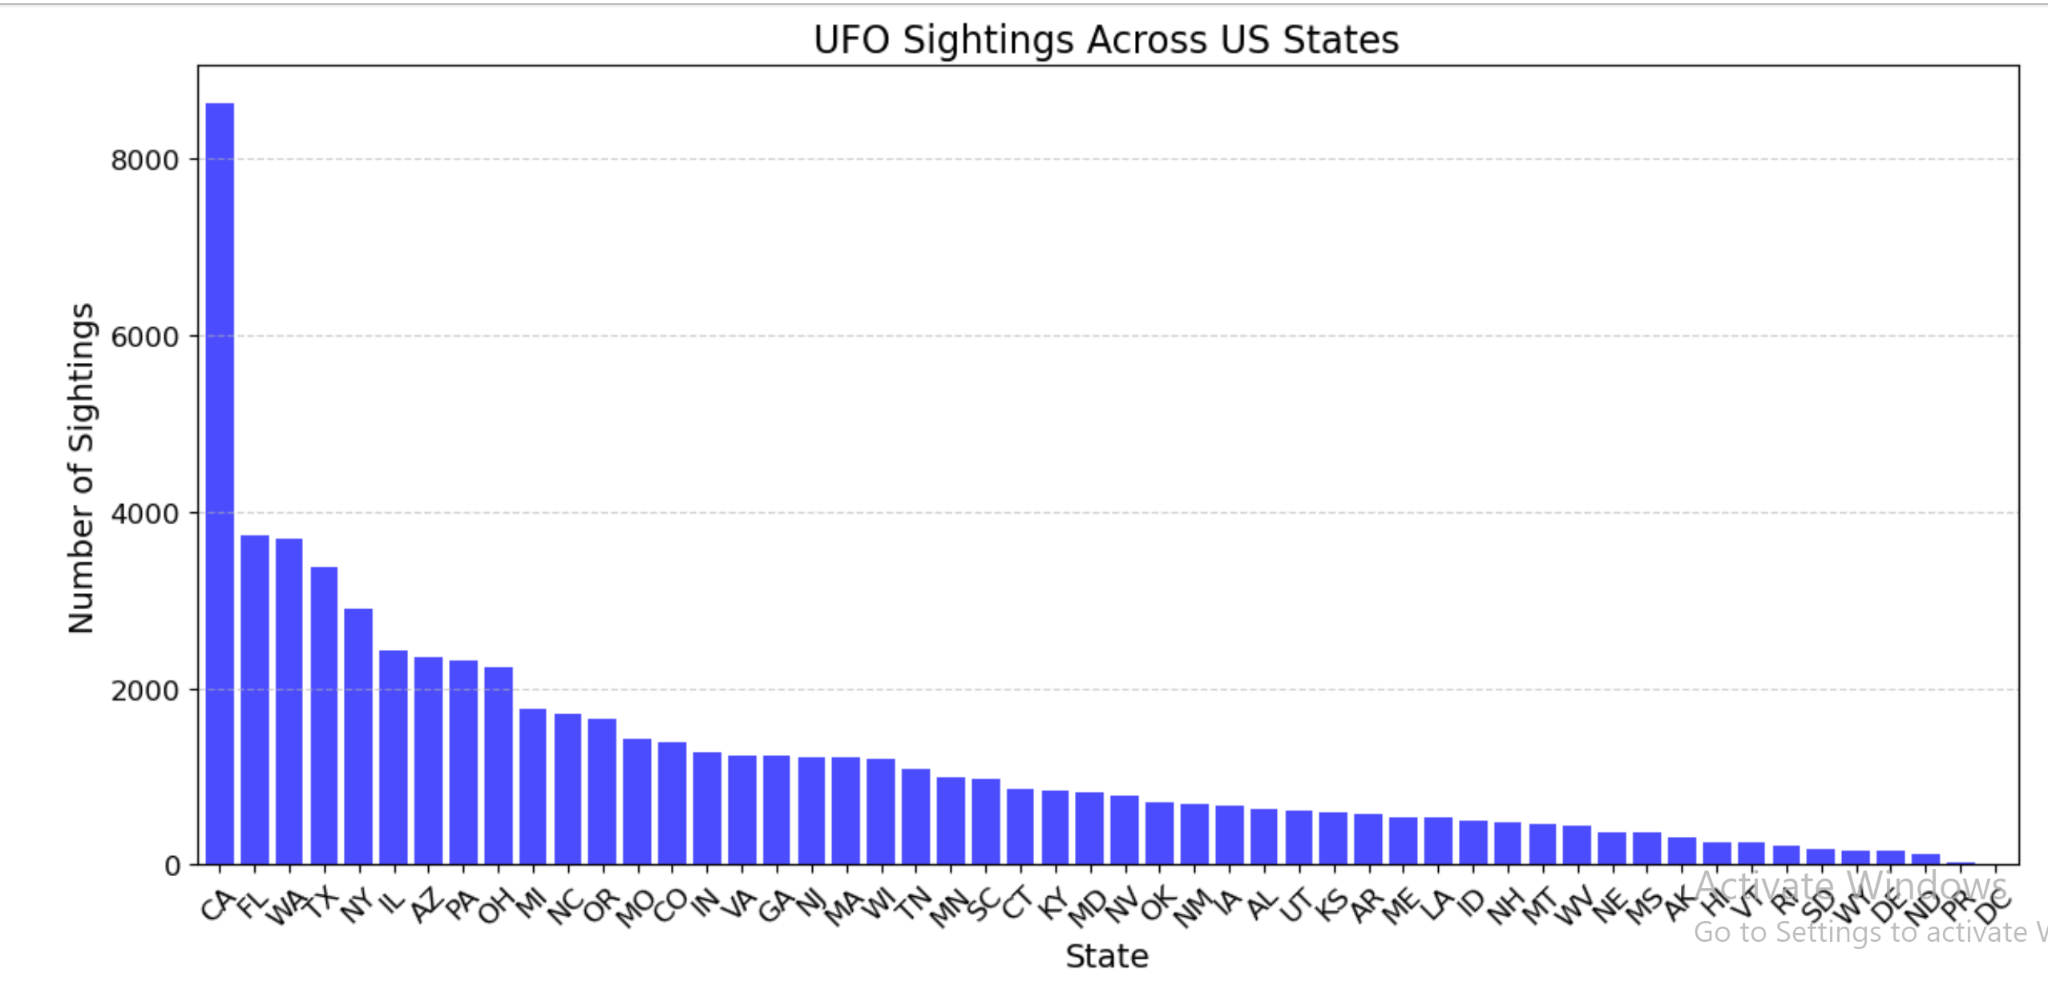 UFO Sightings Across US States
Number of Sightings
8000
6000
4000
2000
0
CA FL WA TX NY IL AZ PA OH MI NC OR MO CO IN VA GA NJ MA WI TN MN SC CT KY MD NV OK NM IA AL UT KS AR ME LA ID NH MT WV NE MS AK HI VT RI SD WY DE ND PR DC
State
Activate Windows
Go to Settings to activate W